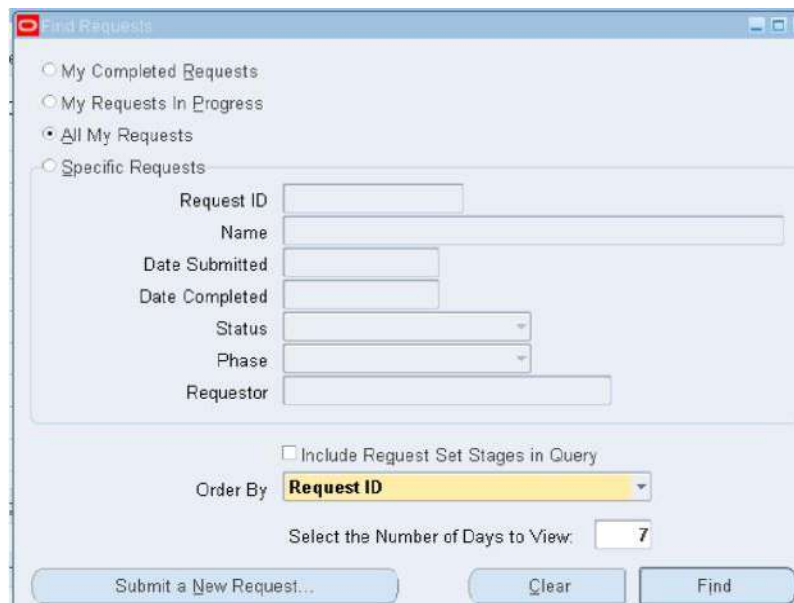 Find Requests
My Completed Requests
My Requests In Progress
All My Requests
Specific Requests
Request ID
Name
Date Submitted
Date Completed
Status
Phase
Requestor
Include Request Set Stages in Query
Order By Request ID
Select the Number of Days to View: 7
Submit a New Request... Clear Find